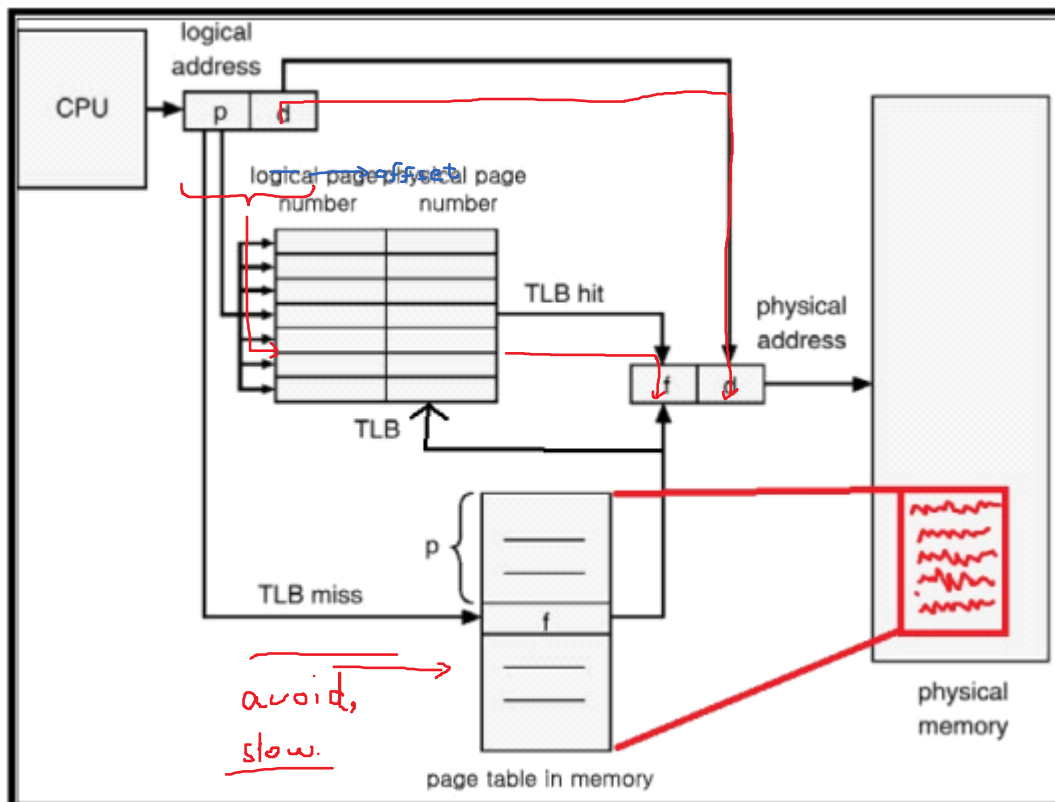 logical
address
CPU
p
d
offset
logical page physical page
number number
TLB hit
physical
address
f
d
TLB
p
TLB miss
f
avoid,
slow.
physical
memory
page table in memory